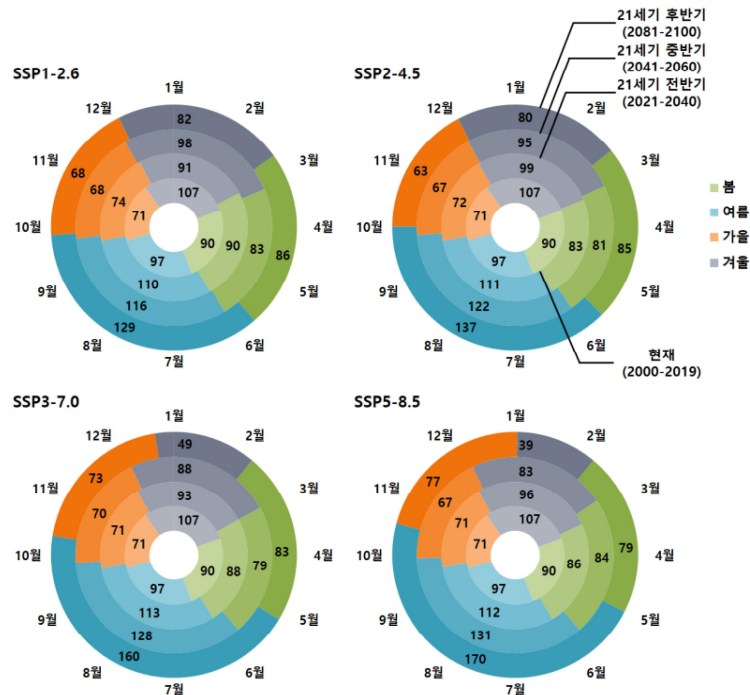 21세기 후반기
(2081-2100)
21세기 중반기
(2041-2060)
21세기 전반기
(2021-2040)
SSP1-2.6
1월
2월
3월
4월
5월
6월
7월
8월
9월
10월
11월
12월
82
98
91
107
90
90
83
86
97
110
116
129
68
68
74
71
SSP2-4.5
1월
2월
3월
4월
5월
6월
7월
8월
9월
10월
11월
12월
80
95
99
107
90
83
81
85
97
111
122
137
63
67
72
71
봄
여름
가을
겨울
현재
(2000-2019)
SSP3-7.0
1월
2월
3월
4월
5월
6월
7월
8월
9월
10월
11월
12월
49
88
93
107
90
88
79
83
97
113
128
160
73
70
71
71
SSP5-8.5
1월
2월
3월
4월
5월
6월
7월
8월
9월
10월
11월
12월
39
83
96
107
90
86
84
79
97
112
131
170
77
67
71
71